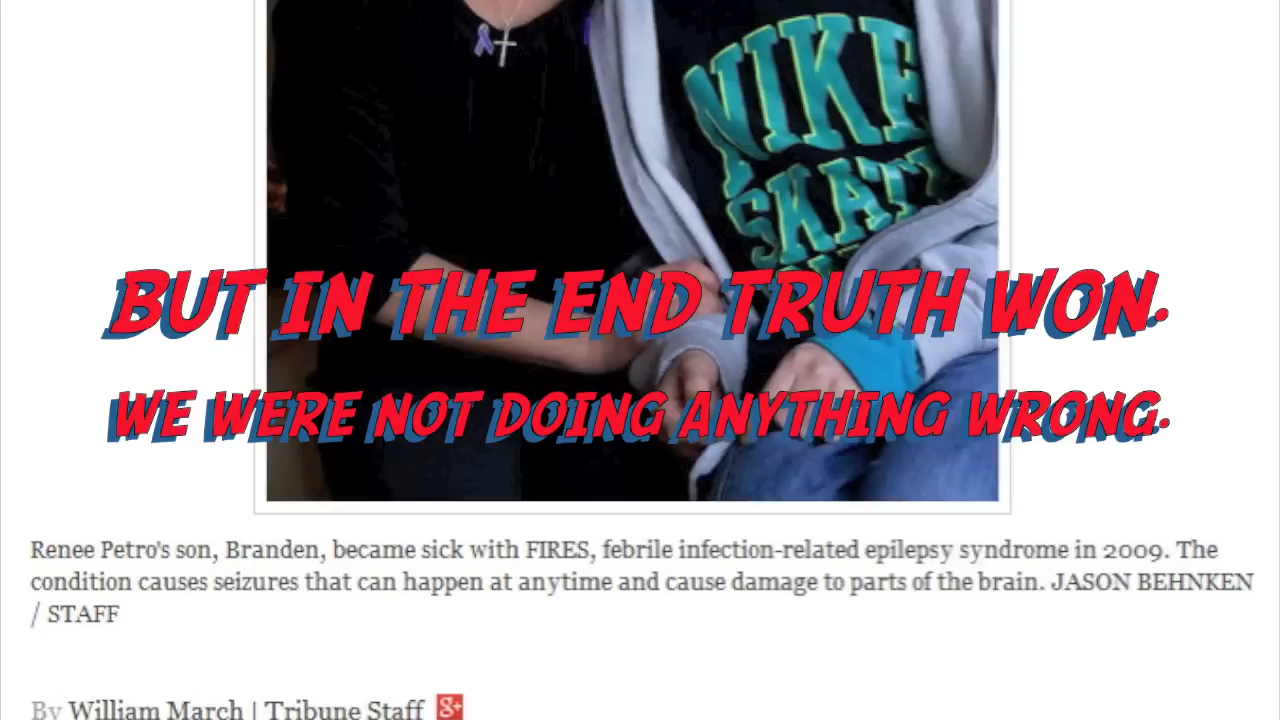 NIKE
SKATE
BUT IN THE END TRUTH WON.
WE WERE NOT DOING ANYTHING WRONG.
Renee Petro's son, Branden, became sick with FIRES, febrile infection-related epilepsy syndrome in 2009. The
condition causes seizures that can happen at anytime and cause damage to parts of the brain. JASON BEHNKEN
/ STAFF
By William March | Tribune Staff g+